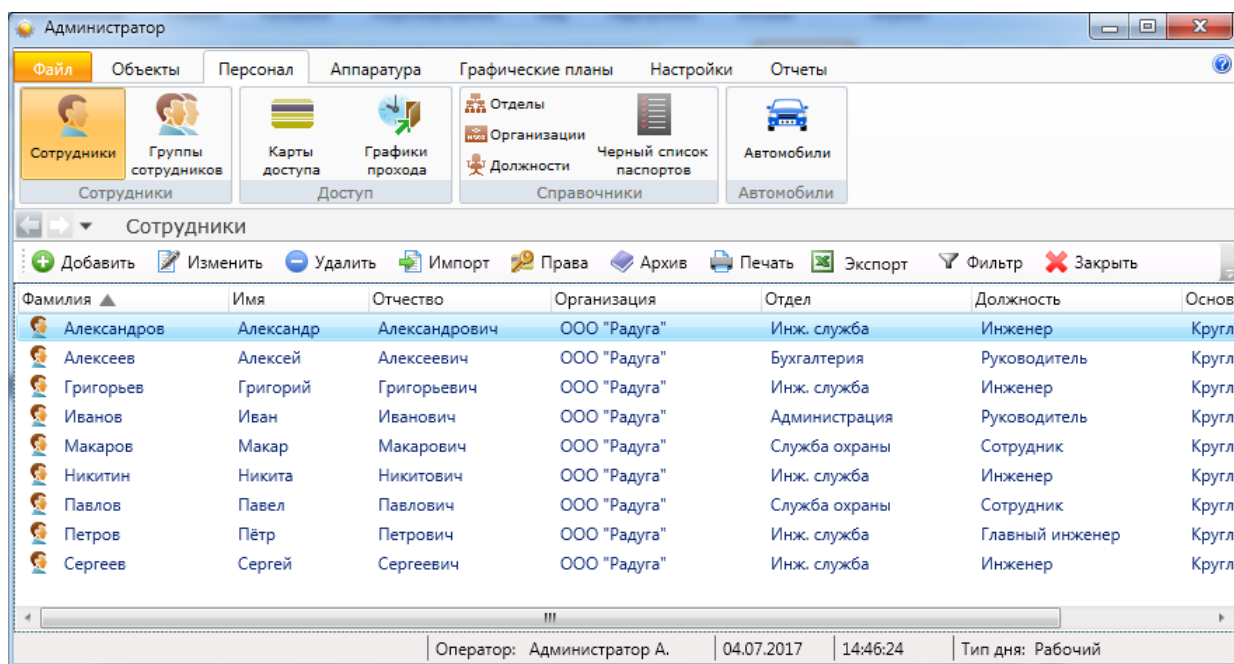 Администратор
Файл Объекты Персонал Аппаратура Графические планы Настройки Отчеты
Сотрудники
Группы сотрудников
Сотрудники
Карты доступа
Графики прохода
Доступ
Отделы
Организации
Должности
Черный список паспортов
Справочники
Автомобили
Автомобили
Сотрудники
Добавить Изменить Удалить Импорт Права Архив Печать Экспорт Фильтр Закрыть
Фамилия Имя Отчество Организация Отдел Должность Основ
Александров Александр Александрович ООО "Радуга" Инж. служба Инженер Кругл
Алексеев Алексей Алексеевич ООО "Радуга" Бухгалтерия Руководитель Кругл
Григорьев Григорий Григорьевич ООО "Радуга" Инж. служба Инженер Кругл
Иванов Иван Иванович ООО "Радуга" Администрация Руководитель Кругл
Макаров Макар Макарович ООО "Радуга" Служба охраны Сотрудник Кругл
Никитин Никита Никитович ООО "Радуга" Инж. служба Инженер Кругл
Павлов Павел Павлович ООО "Радуга" Служба охраны Сотрудник Кругл
Петров Пётр Петрович ООО "Радуга" Инж. служба Главный инженер Кругл
Сергеев Сергей Сергеевич ООО "Радуга" Инж. служба Инженер Кругл
Оператор: Администратор А. 04.07.2017 14:46:24 Тип дня: Рабочий